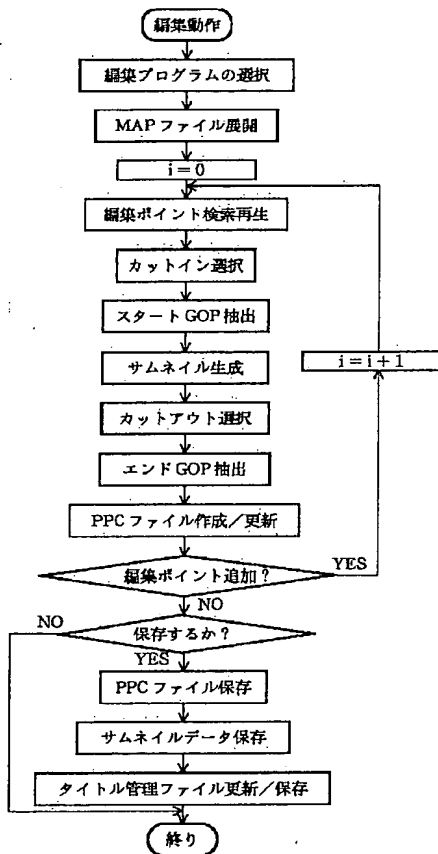 編集動作
編集プログラムの選択
MAPファイル展開
i=0
編集ポイント検索再生
カットイン選択
スタートGOP抽出
i=i+1
サムネイル生成
カットアウト選択
エンドGOP抽出
PPCファイル作成/更新
編集ポイント追加?
YES
NO
保存するか?
NO
YES
PPCファイル保存
サムネイルデータ保存
タイトル管理ファイル更新/保存
終り